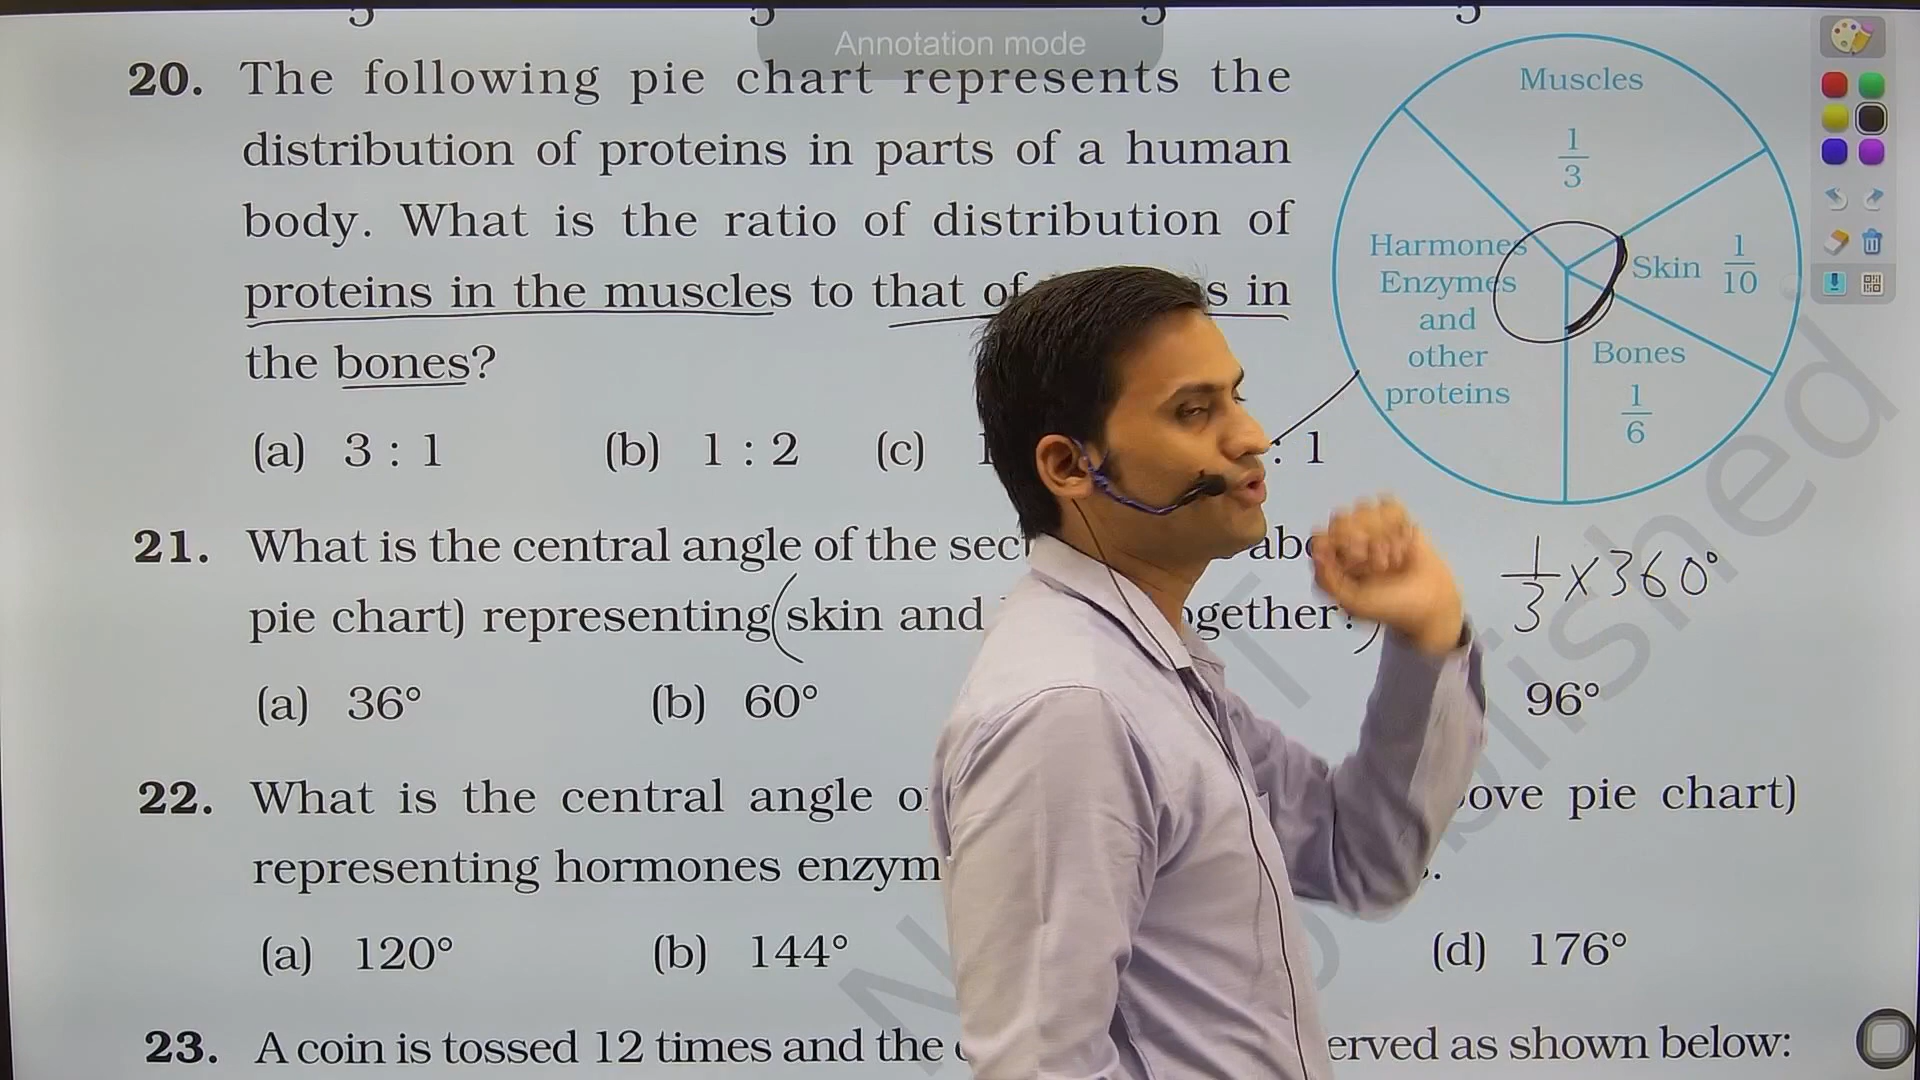 Annotation mode
20. The following pie chart represents the
distribution of proteins in parts of a human
body. What is the ratio of distribution of
proteins in the muscles to that of s in
the bones?
(a) 3 : 1 (b) 1 : 2 (c) : 1
Muscles
1/3
Harmones
Enzymes
and
other
proteins
Skin 1/10
Bones
1/6
21. What is the central angle of the
pie chart) representing (skin and together?)
1/3 × 360°
(a) 36° (b) 60° 96°
22. What is the central angle pie chart)
representing hormones
(a) 120° (b) 144° (d) 176°
23. A coin is tossed 12 times and the as shown below: